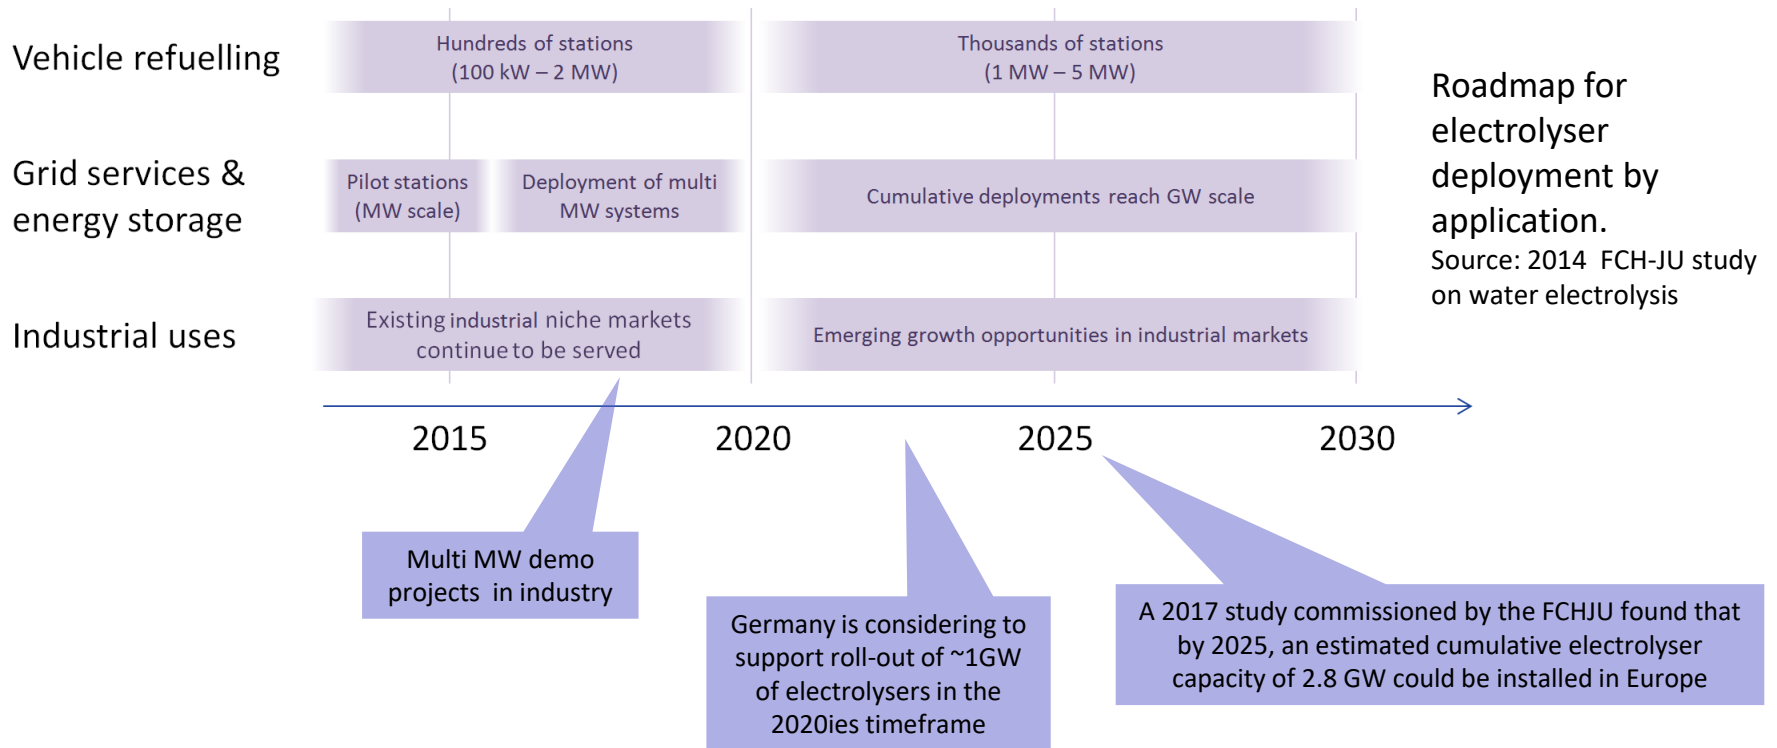 Vehicle refuelling
Hundreds of stations
(100 kW – 2 MW)
Thousands of stations
(1 MW – 5 MW)
Grid services &
energy storage
Pilot stations
(MW scale)
Deployment of multi
MW systems
Cumulative deployments reach GW scale
Industrial uses
Existing industrial niche markets
continue to be served
Emerging growth opportunities in industrial markets
Roadmap for
electrolyser
deployment by
application.
Source: 2014 FCH-JU study
on water electrolysis
2015
2020
2025
2030
Multi MW demo
projects in industry
Germany is considering to
support roll-out of ~1GW
of electrolysers in the
2020ies timeframe
A 2017 study commissioned by the FCHJU found that
by 2025, an estimated cumulative electrolyser
capacity of 2.8 GW could be installed in Europe